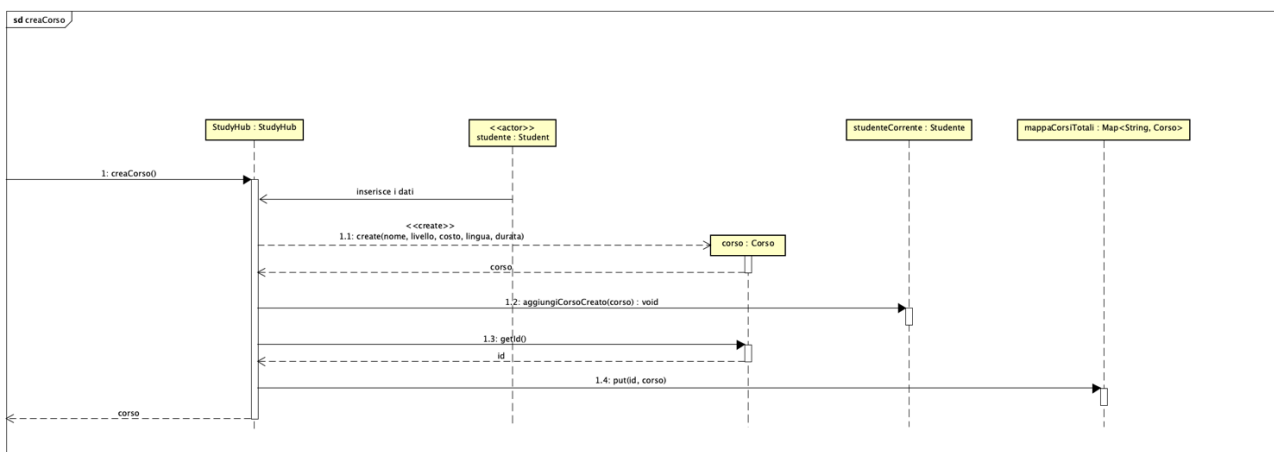 sd creaCorso
StudyHub : StudyHub
<<actor>>
studente : Student
studenteCorrente : Studente
mappaCorsiTotali : Map<String, Corso>
1: creaCorso()
inserisce i dati
<<create>>
1.1: create(nome, livello, costo, lingua, durata)
corso : Corso
corso
1.2: aggiungiCorsoCreato(corso) : void
1.3: getId()
id
1.4: put(id, corso)
corso